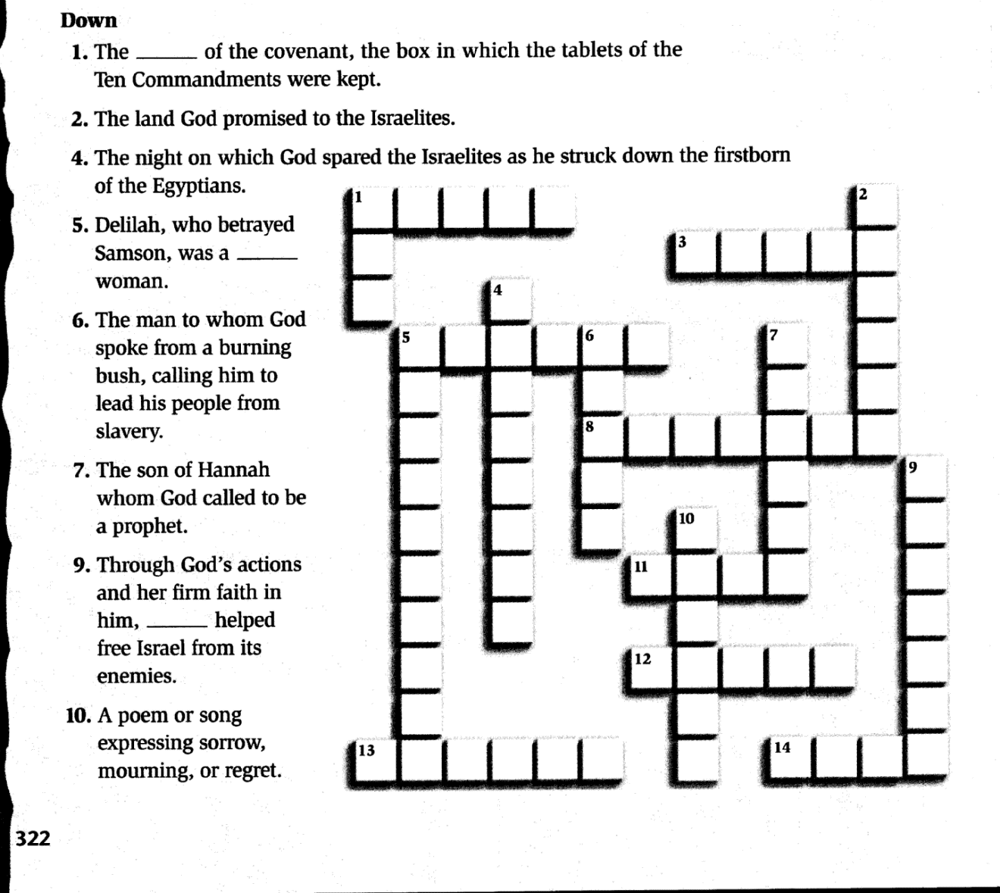 Down
1. The ______ of the covenant, the box in which the tablets of the
Ten Commandments were kept.
2. The land God promised to the Israelites.
4. The night on which God spared the Israelites as he struck down the firstborn
of the Egyptians.
5. Delilah, who betrayed
Samson, was a ______
woman.
6. The man to whom God
spoke from a burning
bush, calling him to
lead his people from
slavery.
7. The son of Hannah
whom God called to be
a prophet.
9. Through God's actions
and her firm faith in
him, ______ helped
free Israel from its
enemies.
10. A poem or song
expressing sorrow,
mourning, or regret.
1
2
3
4
5
6
7
8
9
10
11
12
13
14
322